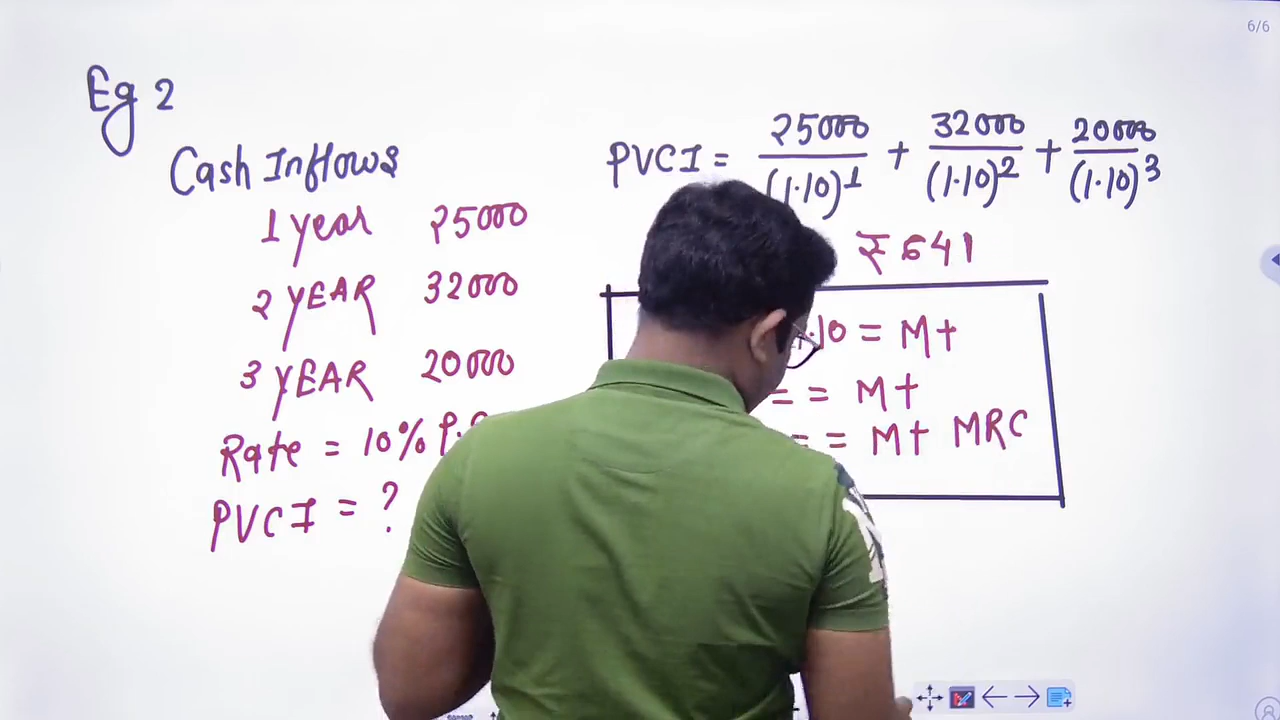 6/6
Eg 2
Cash Inflows
1 year 25000
2 YEAR 32000
3 YEAR 20000
Rate = 10%
PVCI = ?
PVCI = 25000/(1.10)^1 + 32000/(1.10)^2 + 20000/(1.10)^3
₹ 641
.10 = M+
= = M+
= = M+ MRC